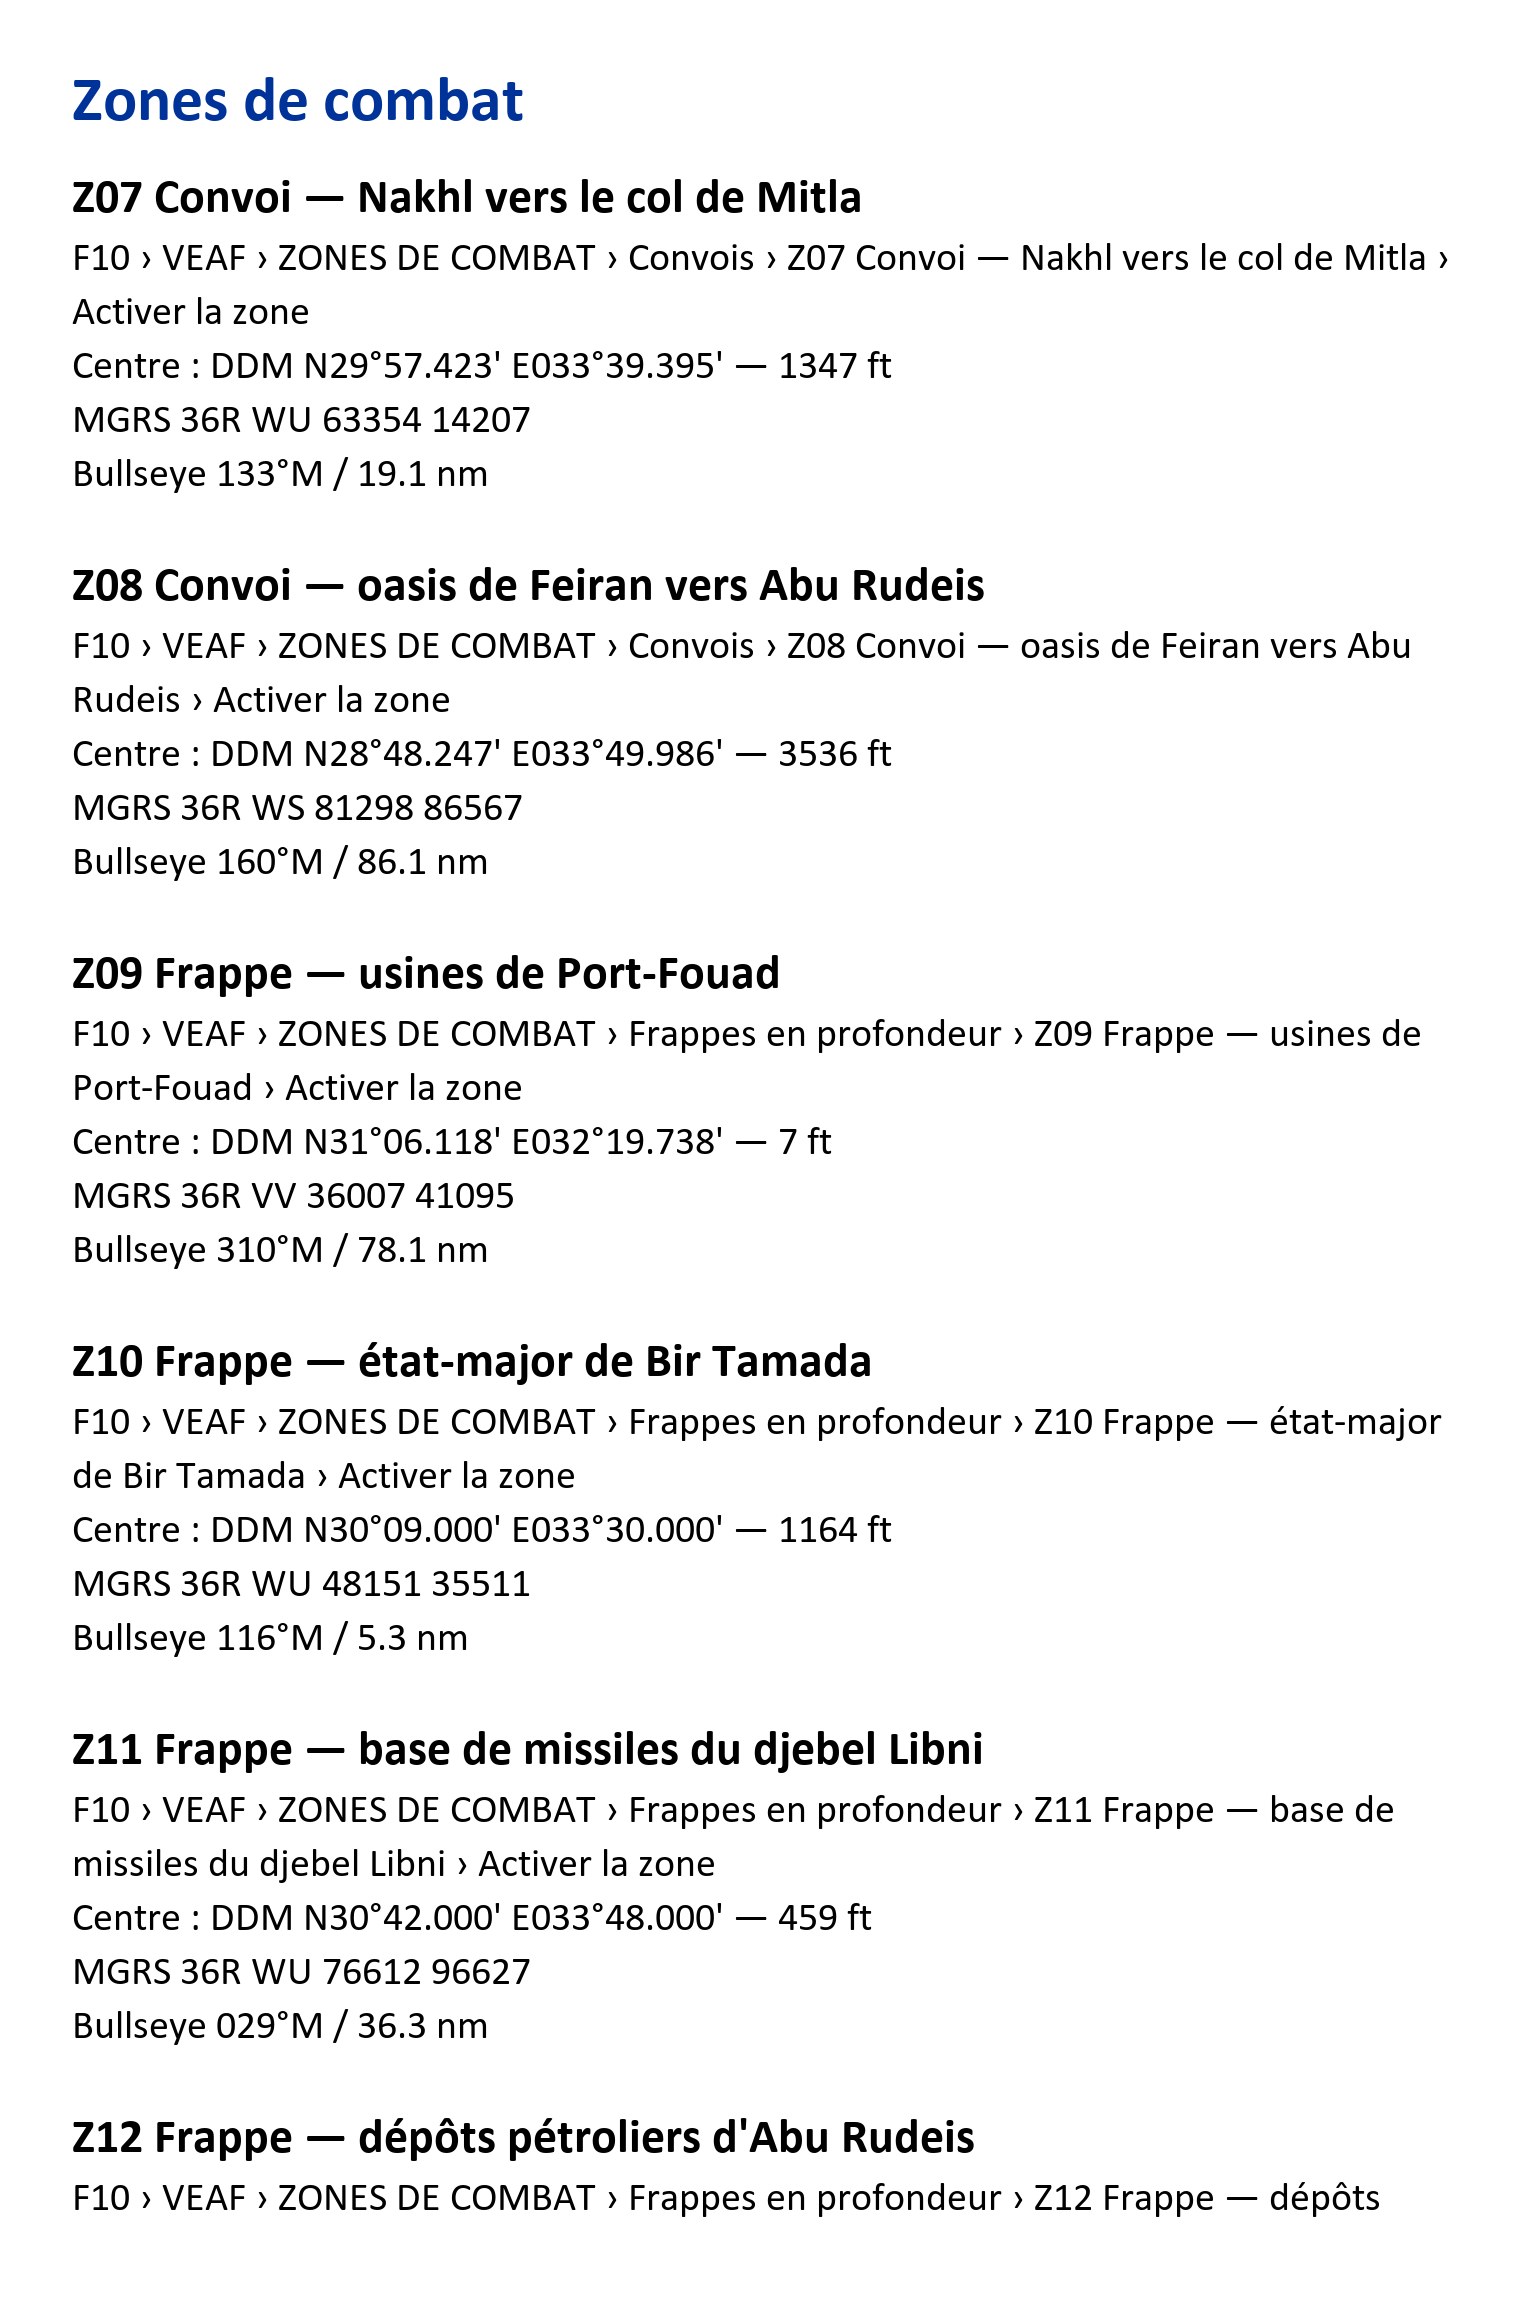 Zones de combat
Z07 Convoi — Nakhl vers le col de Mitla
F10 › VEAF › ZONES DE COMBAT › Convois › Z07 Convoi — Nakhl vers le col de Mitla ›
Activer la zone
Centre : DDM N29°57.423' E033°39.395' — 1347 ft
MGRS 36R WU 63354 14207
Bullseye 133°M / 19.1 nm
Z08 Convoi — oasis de Feiran vers Abu Rudeis
F10 › VEAF › ZONES DE COMBAT › Convois › Z08 Convoi — oasis de Feiran vers Abu
Rudeis › Activer la zone
Centre : DDM N28°48.247' E033°49.986' — 3536 ft
MGRS 36R WS 81298 86567
Bullseye 160°M / 86.1 nm
Z09 Frappe — usines de Port-Fouad
F10 › VEAF › ZONES DE COMBAT › Frappes en profondeur › Z09 Frappe — usines de
Port-Fouad › Activer la zone
Centre : DDM N31°06.118' E032°19.738' — 7 ft
MGRS 36R VV 36007 41095
Bullseye 310°M / 78.1 nm
Z10 Frappe — état-major de Bir Tamada
F10 › VEAF › ZONES DE COMBAT › Frappes en profondeur › Z10 Frappe — état-major
de Bir Tamada › Activer la zone
Centre : DDM N30°09.000' E033°30.000' — 1164 ft
MGRS 36R WU 48151 35511
Bullseye 116°M / 5.3 nm
Z11 Frappe — base de missiles du djebel Libni
F10 › VEAF › ZONES DE COMBAT › Frappes en profondeur › Z11 Frappe — base de
missiles du djebel Libni › Activer la zone
Centre : DDM N30°42.000' E033°48.000' — 459 ft
MGRS 36R WU 76612 96627
Bullseye 029°M / 36.3 nm
Z12 Frappe — dépôts pétroliers d'Abu Rudeis
F10 › VEAF › ZONES DE COMBAT › Frappes en profondeur › Z12 Frappe — dépôts